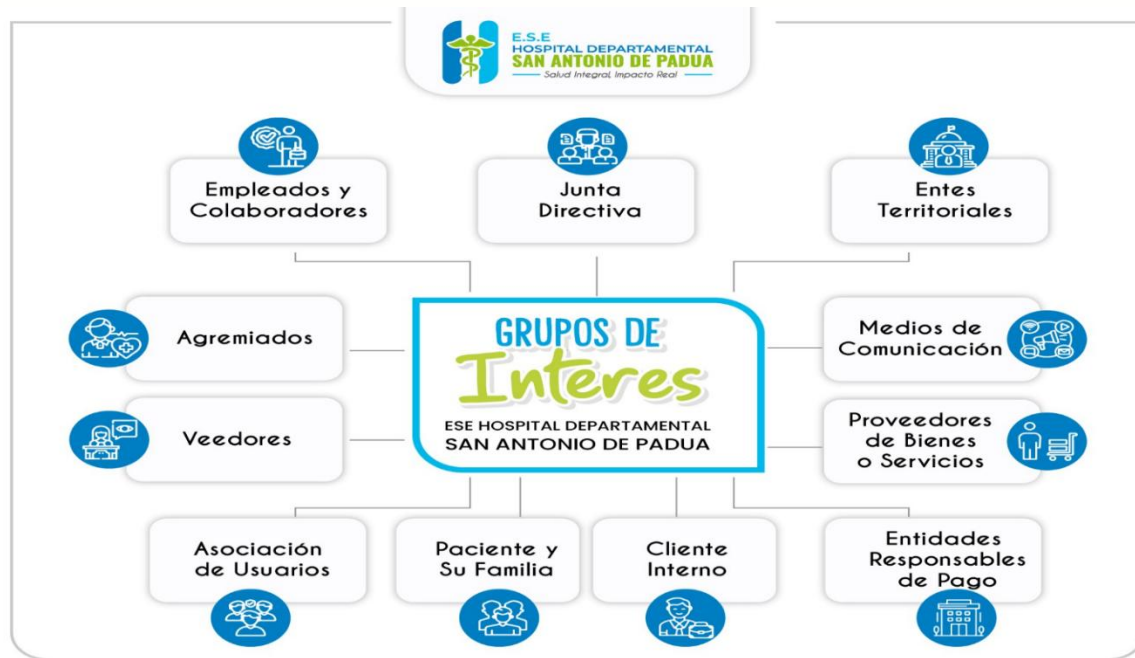 E.S.E
HOSPITAL DEPARTAMENTAL
SAN ANTONIO DE PADUA
Salud Integral, Impacto Real
Empleados y
Colaboradores
Junta
Directiva
Entes
Territoriales
Agremiados
GRUPOS DE
Interes
ESE HOSPITAL DEPARTAMENTAL
SAN ANTONIO DE PADUA
Medios de
Comunicación
Veedores
Proveedores
de Bienes
o Servicios
Asociación
de Usuarios
Paciente y
Su Familia
Cliente
Interno
Entidades
Responsables
de Pago